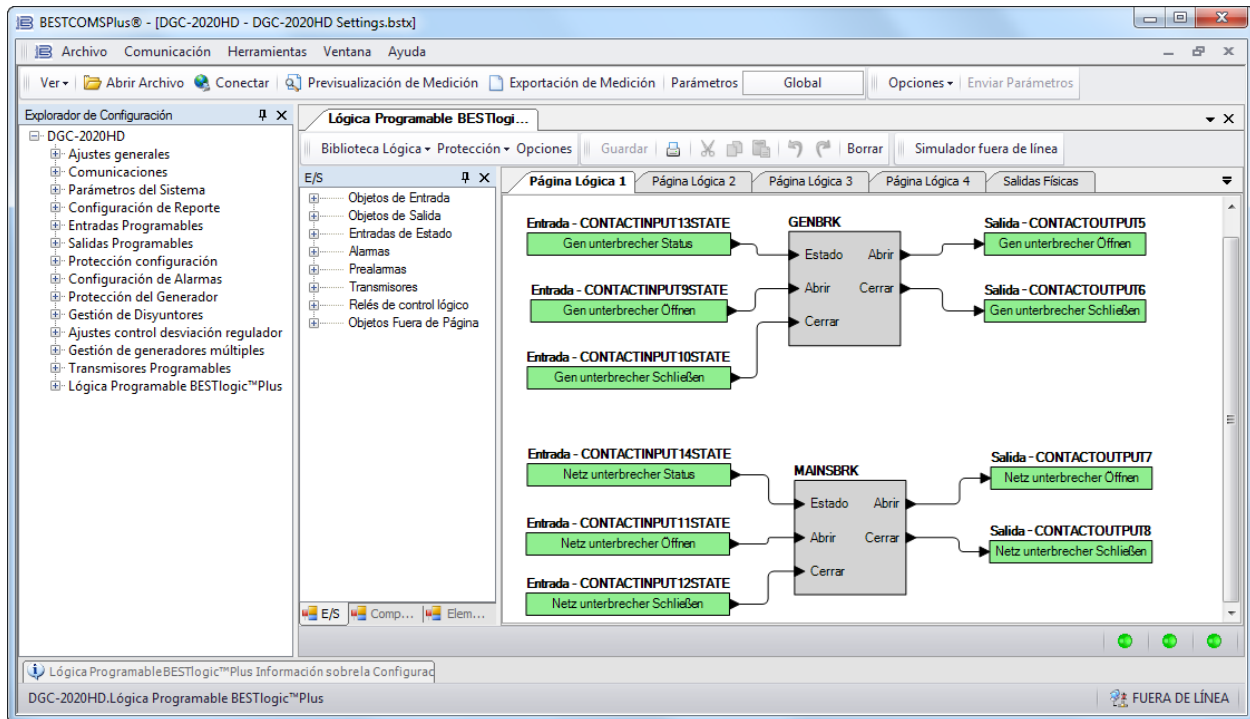 BESTCOMSPlus® - [DGC-2020HD - DGC-2020HD Settings.bstx]
Archivo Comunicación Herramientas Ventana Ayuda
Ver Abrir Archivo Conectar Previsualización de Medición Exportación de Medición Parámetros Global Opciones Enviar Parámetros
Explorador de Configuración
DGC-2020HD
Ajustes generales
Comunicaciones
Parámetros del Sistema
Configuración de Reporte
Entradas Programables
Salidas Programables
Protección configuración
Configuración de Alarmas
Protección del Generador
Gestión de Disyuntores
Ajustes control desviación regulador
Gestión de generadores múltiples
Transmisores Programables
Lógica Programable BESTlogic™Plus
Lógica Programable BESTlogi...
Biblioteca Lógica Protección Opciones Guardar Borrar Simulador fuera de línea
E/S
Objetos de Entrada
Objetos de Salida
Entradas de Estado
Alarmas
Prealarmas
Transmisores
Relés de control lógico
Objetos Fuera de Página
E/S Comp... Elem...
Página Lógica 1 Página Lógica 2 Página Lógica 3 Página Lógica 4 Salidas Físicas
Entrada - CONTACTINPUT13STATE
Gen unterbrecher Status
Entrada - CONTACTINPUT9STATE
Gen unterbrecher Öffnen
Entrada - CONTACTINPUT10STATE
Gen unterbrecher Schließen
GENBRK
Estado Abrir
Abrir Cerrar
Cerrar
Salida - CONTACTOUTPUT5
Gen unterbrecher Öffnen
Salida - CONTACTOUTPUT6
Gen unterbrecher Schließen
Entrada - CONTACTINPUT14STATE
Netz unterbrecher Status
Entrada - CONTACTINPUT11STATE
Netz unterbrecher Öffnen
Entrada - CONTACTINPUT12STATE
Netz unterbrecher Schließen
MAINSBRK
Estado Abrir
Abrir Cerrar
Cerrar
Salida - CONTACTOUTPUT7
Netz unterbrecher Öffnen
Salida - CONTACTOUTPUT8
Netz unterbrecher Schließen
Lógica ProgramableBESTlogic™Plus Información sobrela Configurac
DGC-2020HD.Lógica Programable BESTlogic™Plus
FUERA DE LÍNEA